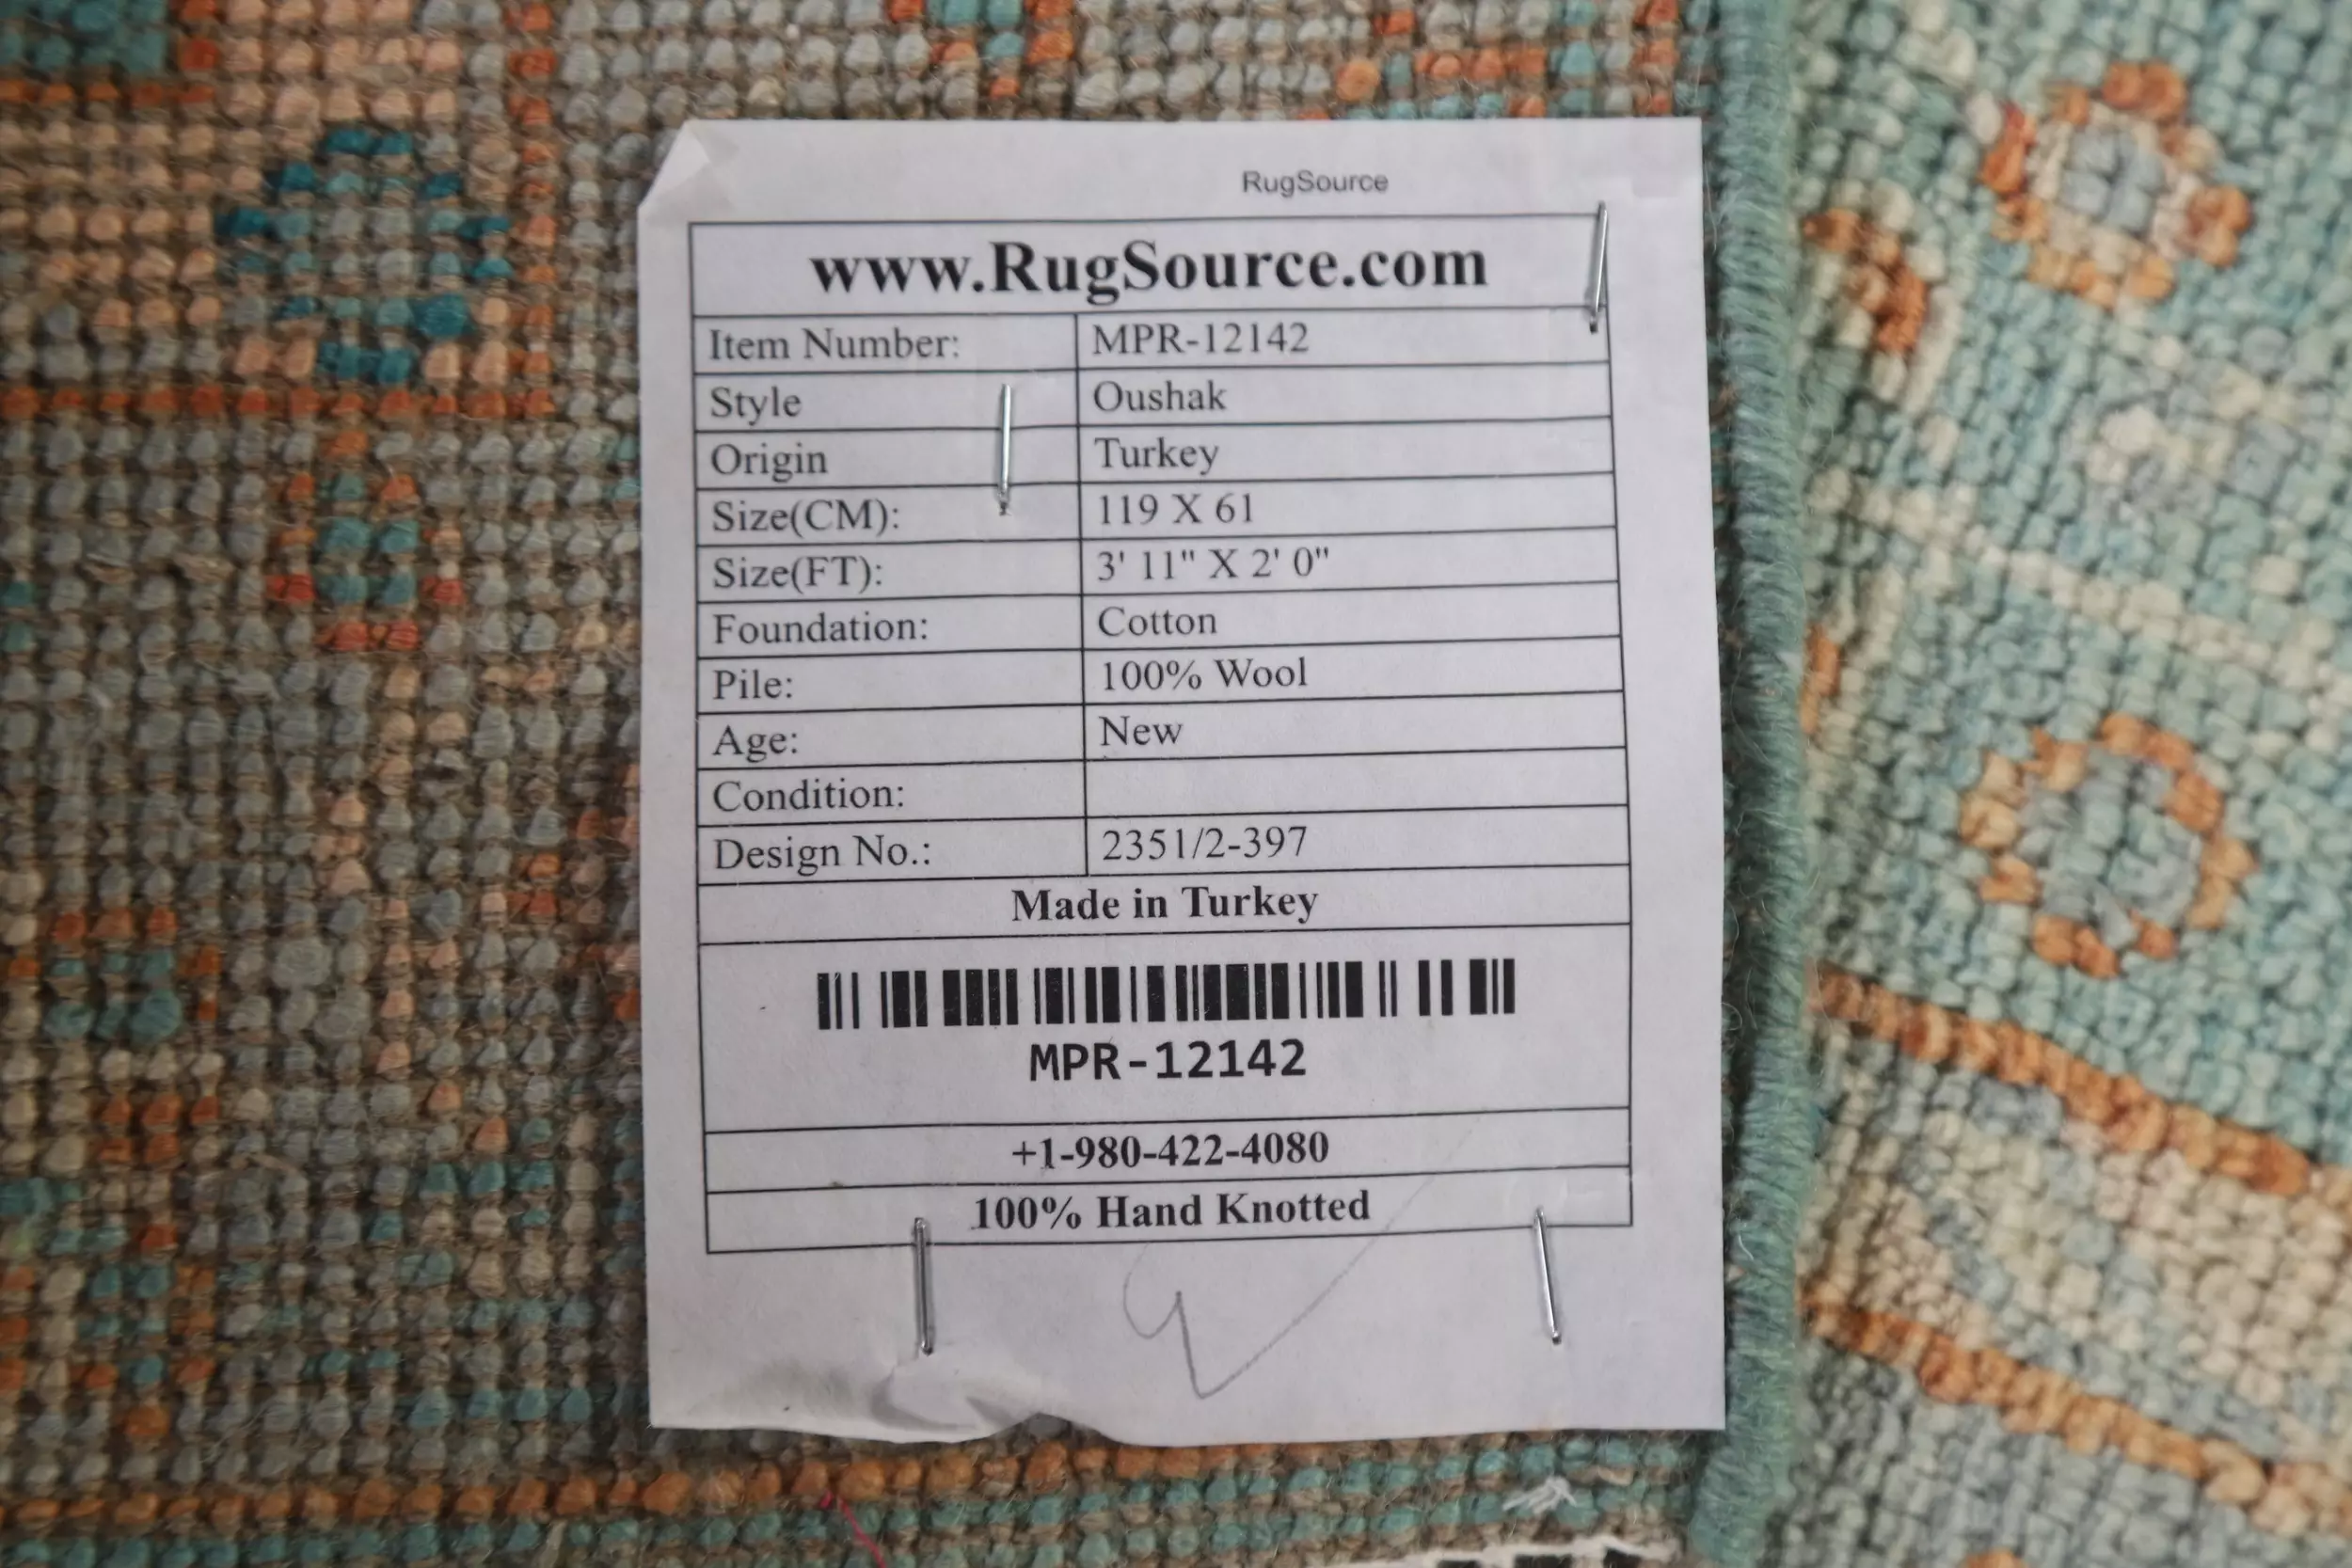 RugSource
www.RugSource.com
Item Number: MPR-12142
Style Oushak
Origin Turkey
Size(CM): 119 X 61
Size(FT): 3' 11" X 2' 0"
Foundation: Cotton
Pile: 100% Wool
Age: New
Condition:
Design No.: 2351/2-397
Made in Turkey
MPR-12142
+1-980-422-4080
100% Hand Knotted